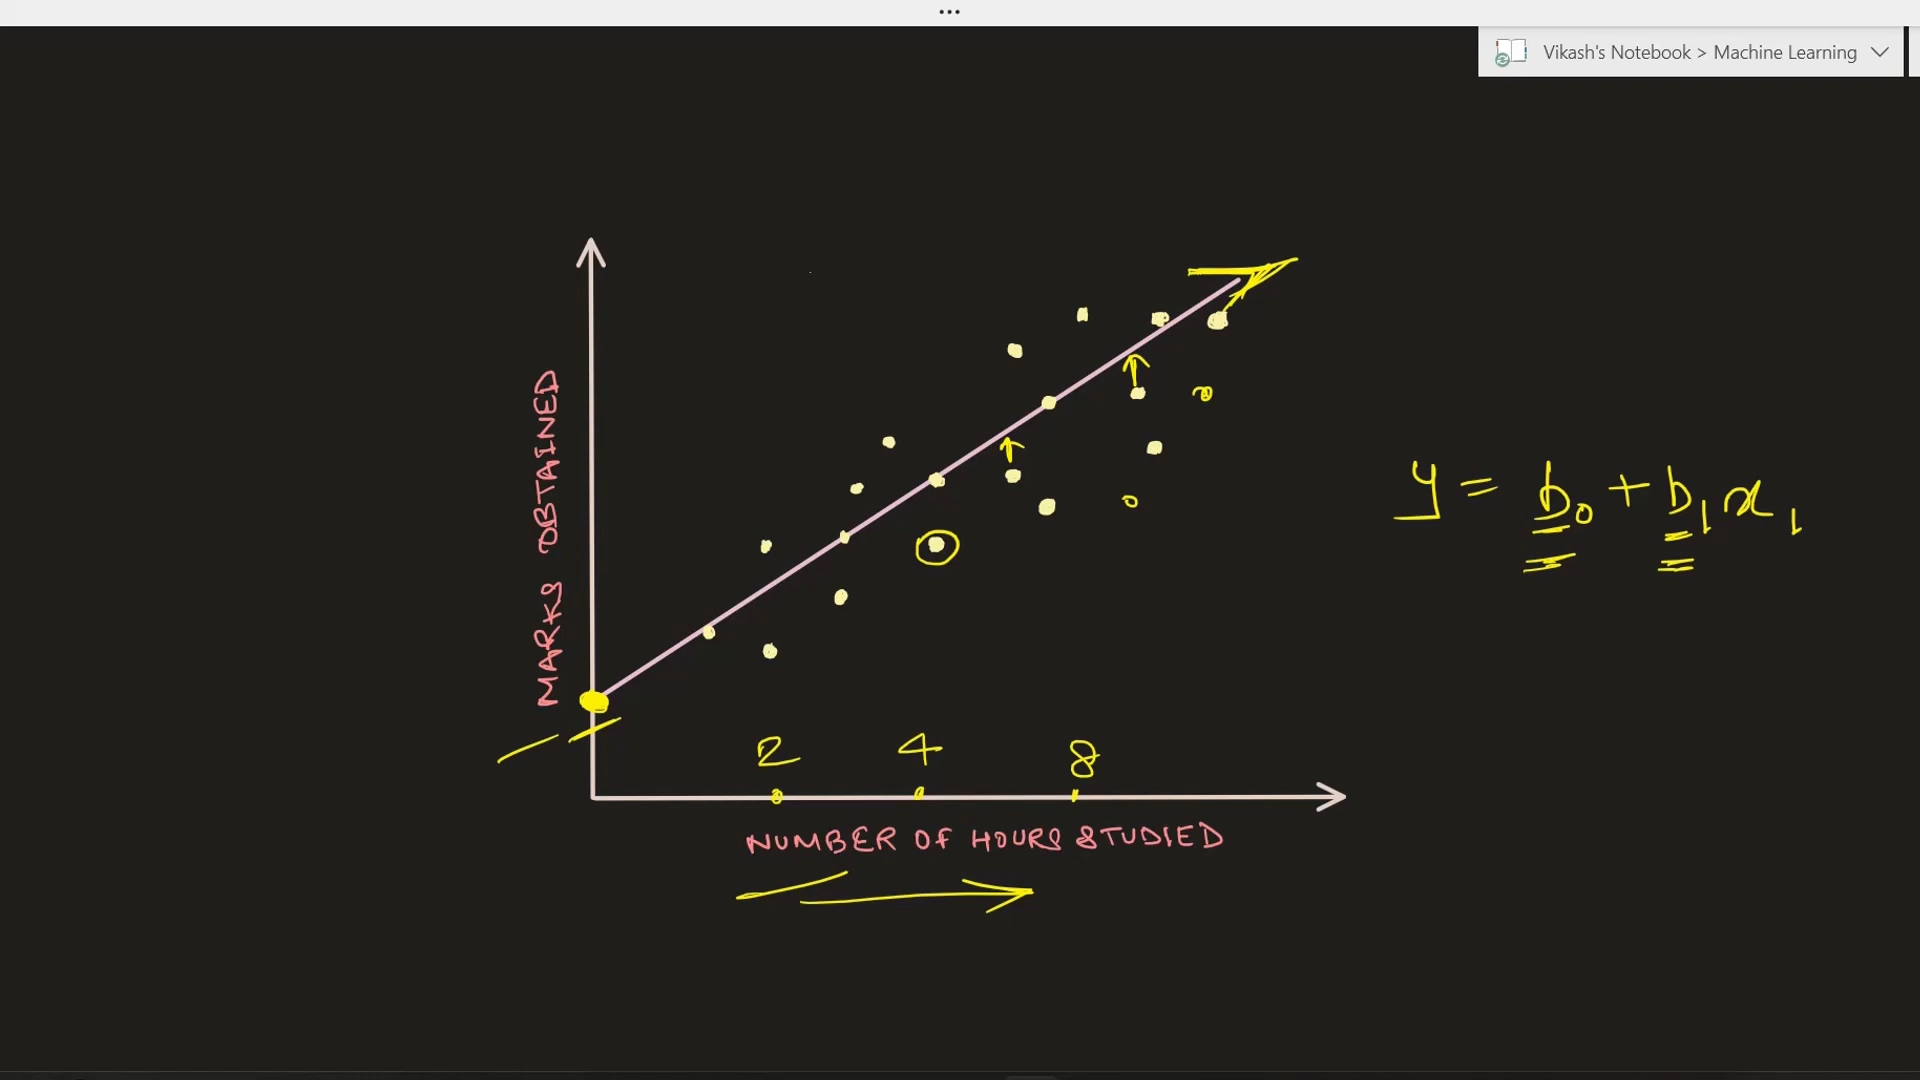 ...
Vikash's Notebook > Machine Learning
MARKS OBTAINED
y = b₀ + b₁x₁
2 4 8
NUMBER OF HOURS STUDIED